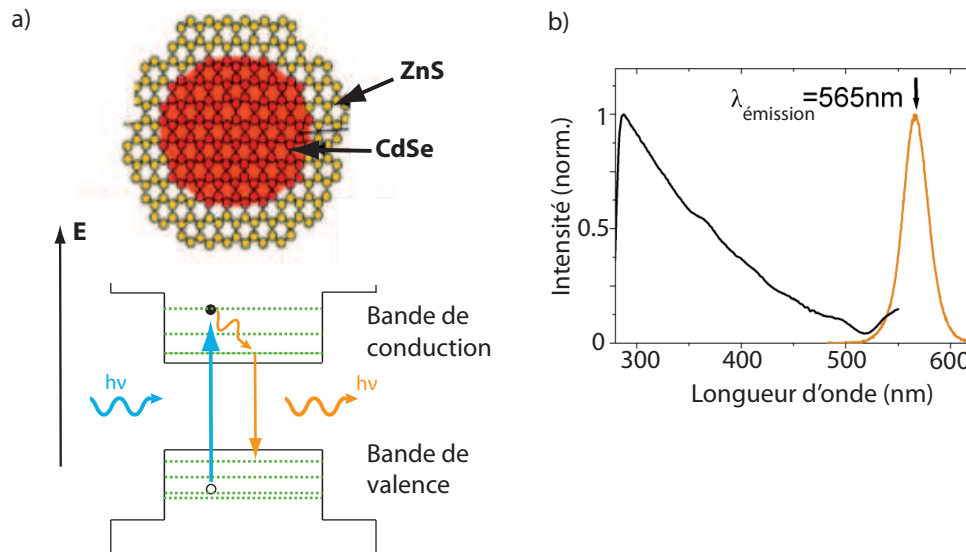 a)
ZnS
CdSe
E
Bande de
conduction
hν
hν
Bande de
valence
b)
λémission=565nm
Intensité (norm.)
1
0.5
0
300
400
500
600
Longueur d'onde (nm)